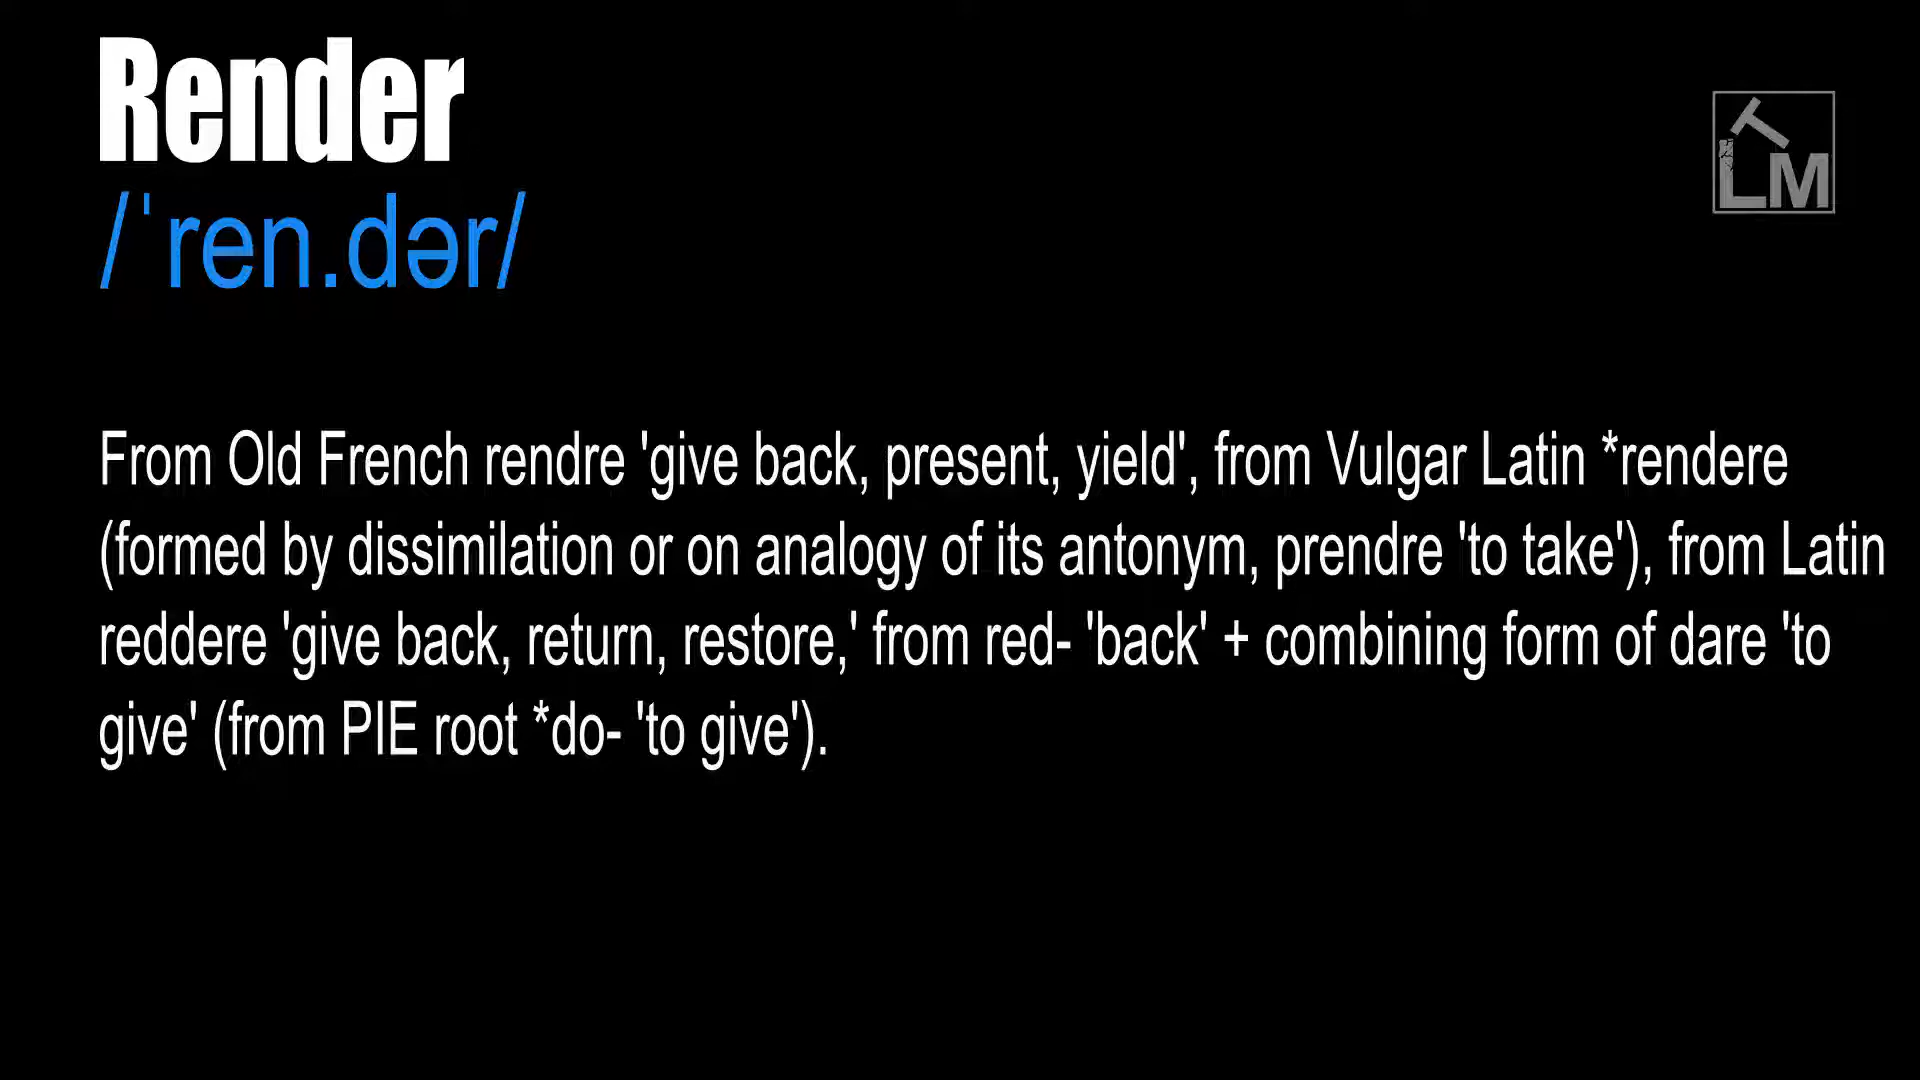 Render
/ˈren.dər/
TLM
From Old French rendre 'give back, present, yield', from Vulgar Latin *rendere
(formed by dissimilation or on analogy of its antonym, prendre 'to take'), from Latin
reddere 'give back, return, restore,' from red- 'back' + combining form of dare 'to
give' (from PIE root *do- 'to give').